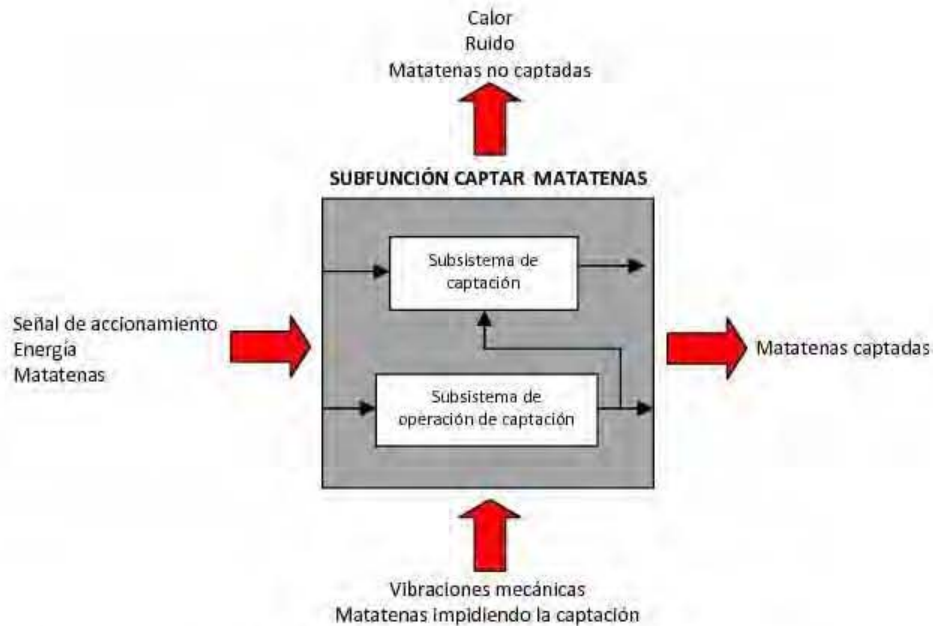 Calor
Ruido
Matatenas no captadas
SUBFUNCIÓN CAPTAR MATATENAS
Subsistema de
captación
Señal de accionamiento
Energía
Matatenas
Matatenas captadas
Subsistema de
operación de captación
Vibraciones mecánicas
Matatenas impidiendo la captación